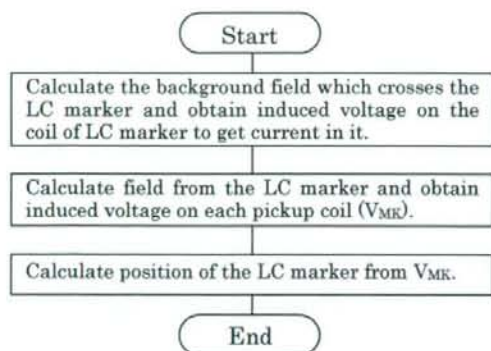 Start
Calculate the background field which crosses the
LC marker and obtain induced voltage on the
coil of LC marker to get current in it.
Calculate field from the LC marker and obtain
induced voltage on each pickup coil (VMK).
Calculate position of the LC marker from VMK.
End